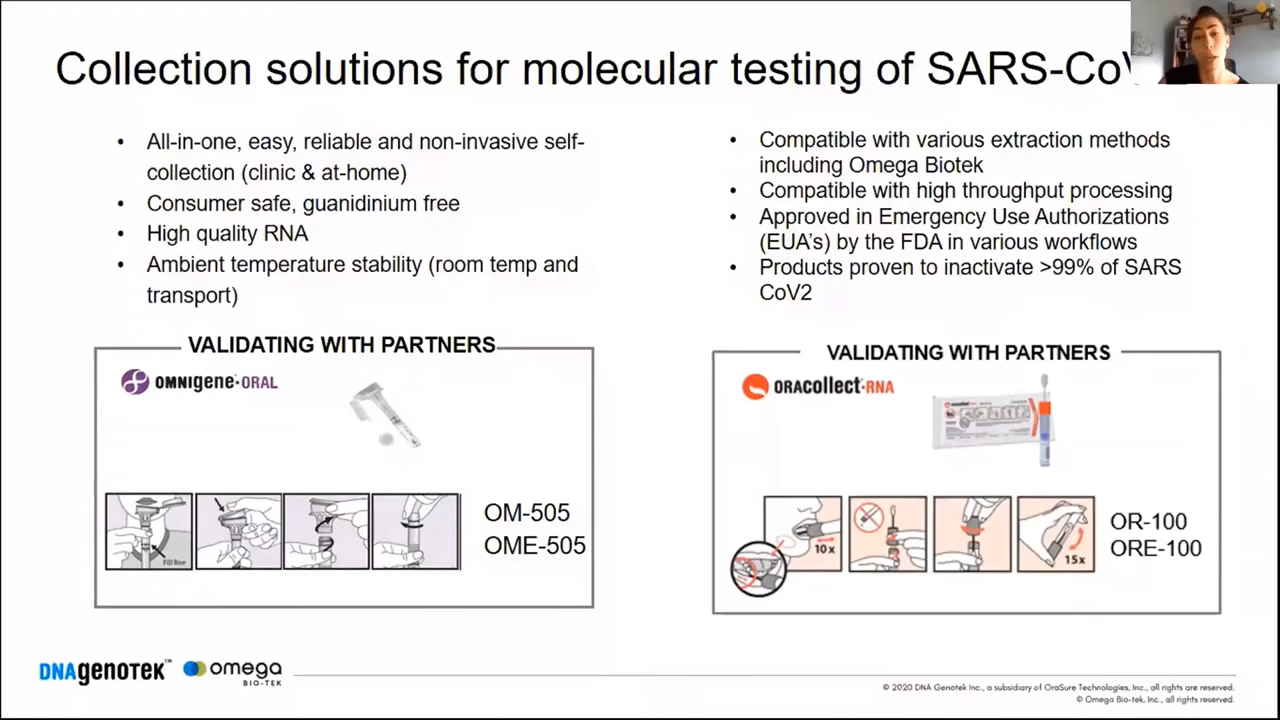 Collection solutions for molecular testing of SARS-CoV
All-in-one, easy, reliable and non-invasive self-
collection (clinic & at-home)
Consumer safe, guanidinium free
High quality RNA
Ambient temperature stability (room temp and
transport)
Compatible with various extraction methods
including Omega Biotek
Compatible with high throughput processing
Approved in Emergency Use Authorizations
(EUA's) by the FDA in various workflows
Products proven to inactivate >99% of SARS
CoV2
VALIDATING WITH PARTNERS
OMNIgene•ORAL
Fill line
OM-505
OME-505
VALIDATING WITH PARTNERS
ORAcollect•RNA
10x
15x
OR-100
ORE-100
DNAgenotek™
omega
BIO-TEK
© 2020 DNA Genotek Inc., a subsidiary of OraSure Technologies, Inc., all rights are reserved.
© Omega Bio-tek, Inc., all rights are reserved.